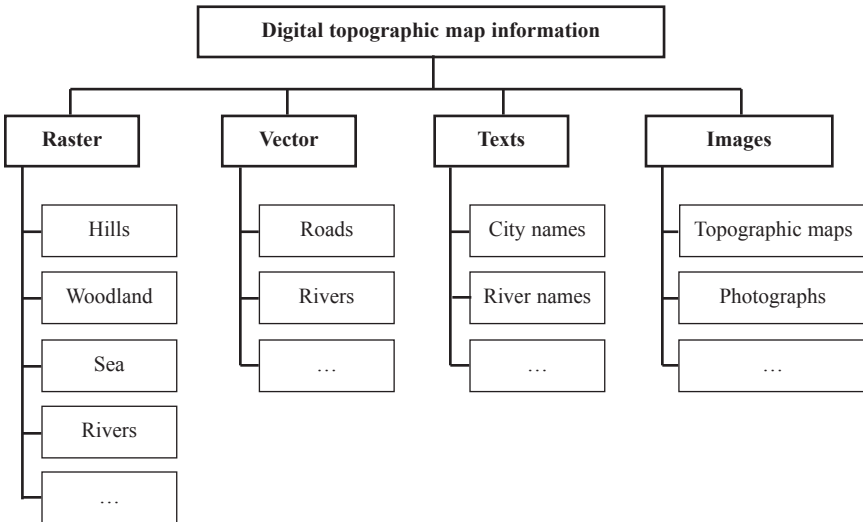 Digital topographic map information
Raster
Vector
Texts
Images
Hills
Woodland
Sea
Rivers
…
Roads
Rivers
…
City names
River names
…
Topographic maps
Photographs
…